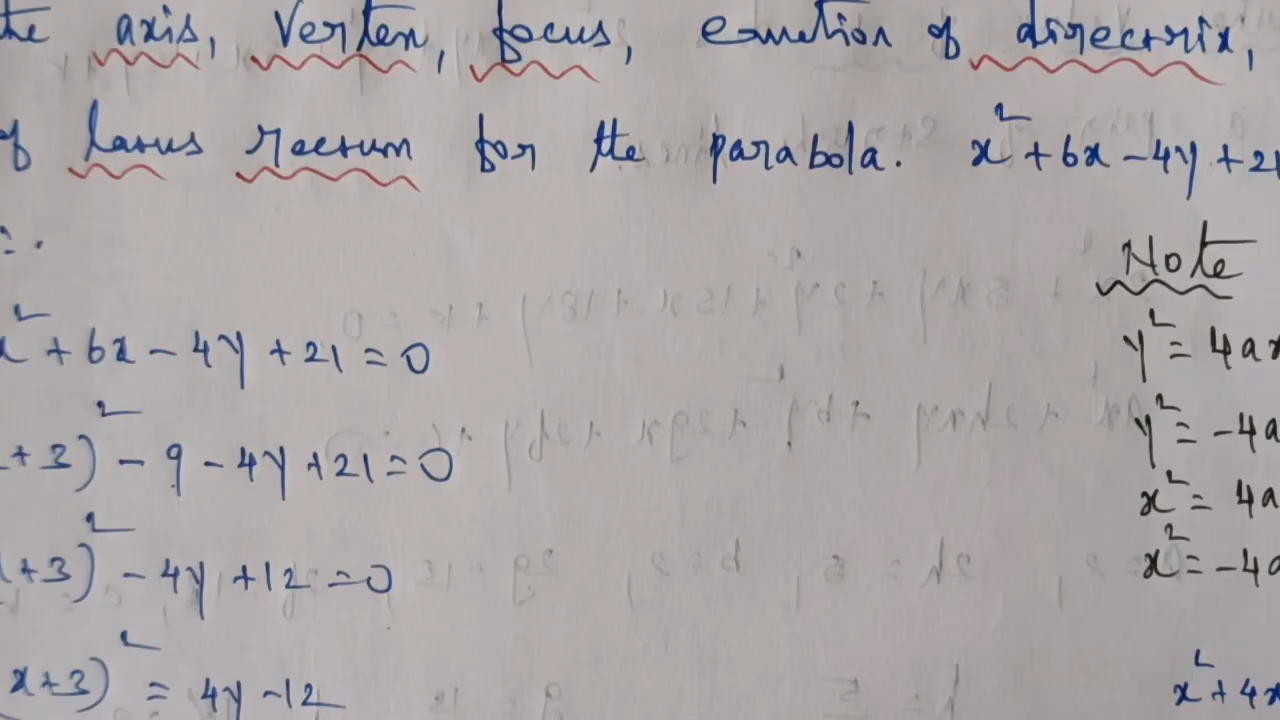 the axis, Vertex, focus, equation of directrix,
of Latus rectum for the parabola. x² + 6x - 4y + 21
:.
Note
x² + 6x - 4y + 21 = 0
y² = 4ax
+3)² - 9 - 4y + 21 = 0
y² = -4a
x² = 4a
+3)² - 4y + 12 = 0
x² = -4a
x+3)² = 4y - 12
x² + 4x